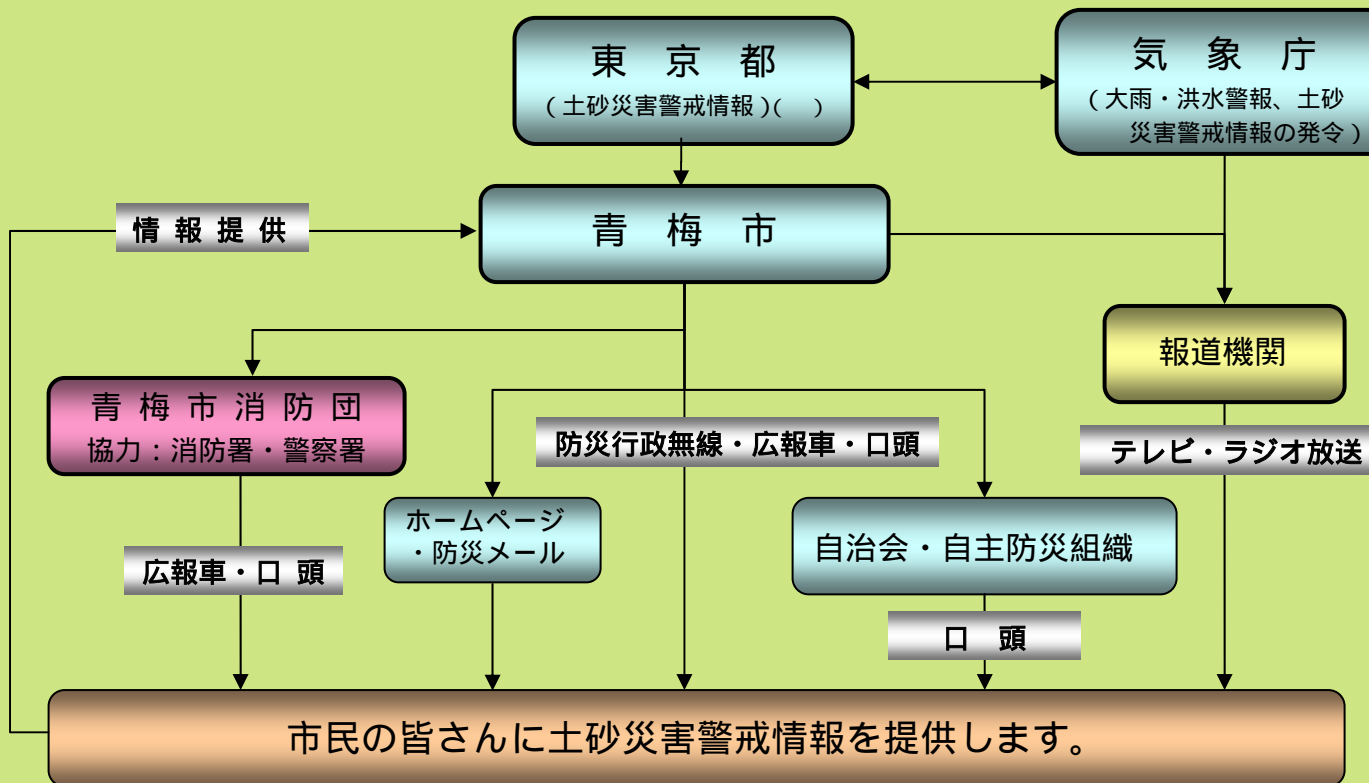 東 京 都
(土砂災害警戒情報)( )
気 象 庁
(大雨・洪水警報、土砂
災害警戒情報の発令)
情 報 提 供
青 梅 市
報道機関
青 梅 市 消 防 団
協力:消防署・警察署
防災行政無線・広報車・口頭
テレビ・ラジオ放送
ホームページ
・防災メール
自治会・自主防災組織
広報車・口 頭
口 頭
市民の皆さんに土砂災害警戒情報を提供します。